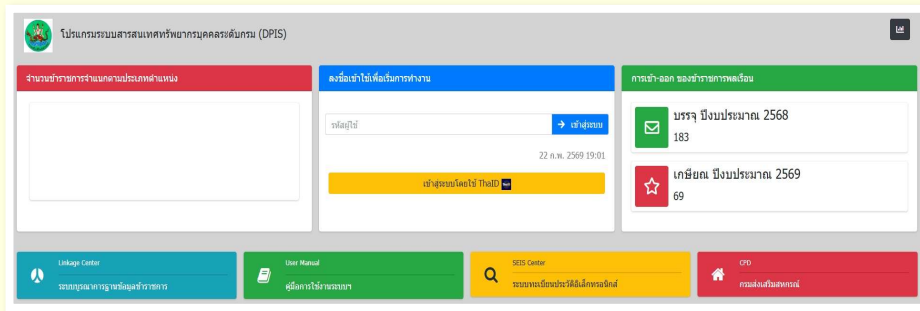 โปรแกรมระบบสารสนเทศทรัพยากรบุคคลระดับกรม (DPIS)
จำนวนข้าราชการจำแนกตามประเภทตำแหน่ง
ลงชื่อเข้าใช้เพื่อเริ่มการทำงาน
รหัสผู้ใช้
เข้าสู่ระบบ
22 ก.พ. 2569 19:01
เข้าสู่ระบบโดยใช้ ThaID
การเข้า-ออก ของข้าราชการพลเรือน
บรรจุ ปีงบประมาณ 2568
183
เกษียณ ปีงบประมาณ 2569
69
Linkage Center
ระบบบูรณาการฐานข้อมูลข้าราชการ
User Manual
คู่มือการใช้งานระบบฯ
SEIS Center
ระบบทะเบียนประวัติอิเล็กทรอนิกส์
CPD
กรมส่งเสริมสหกรณ์